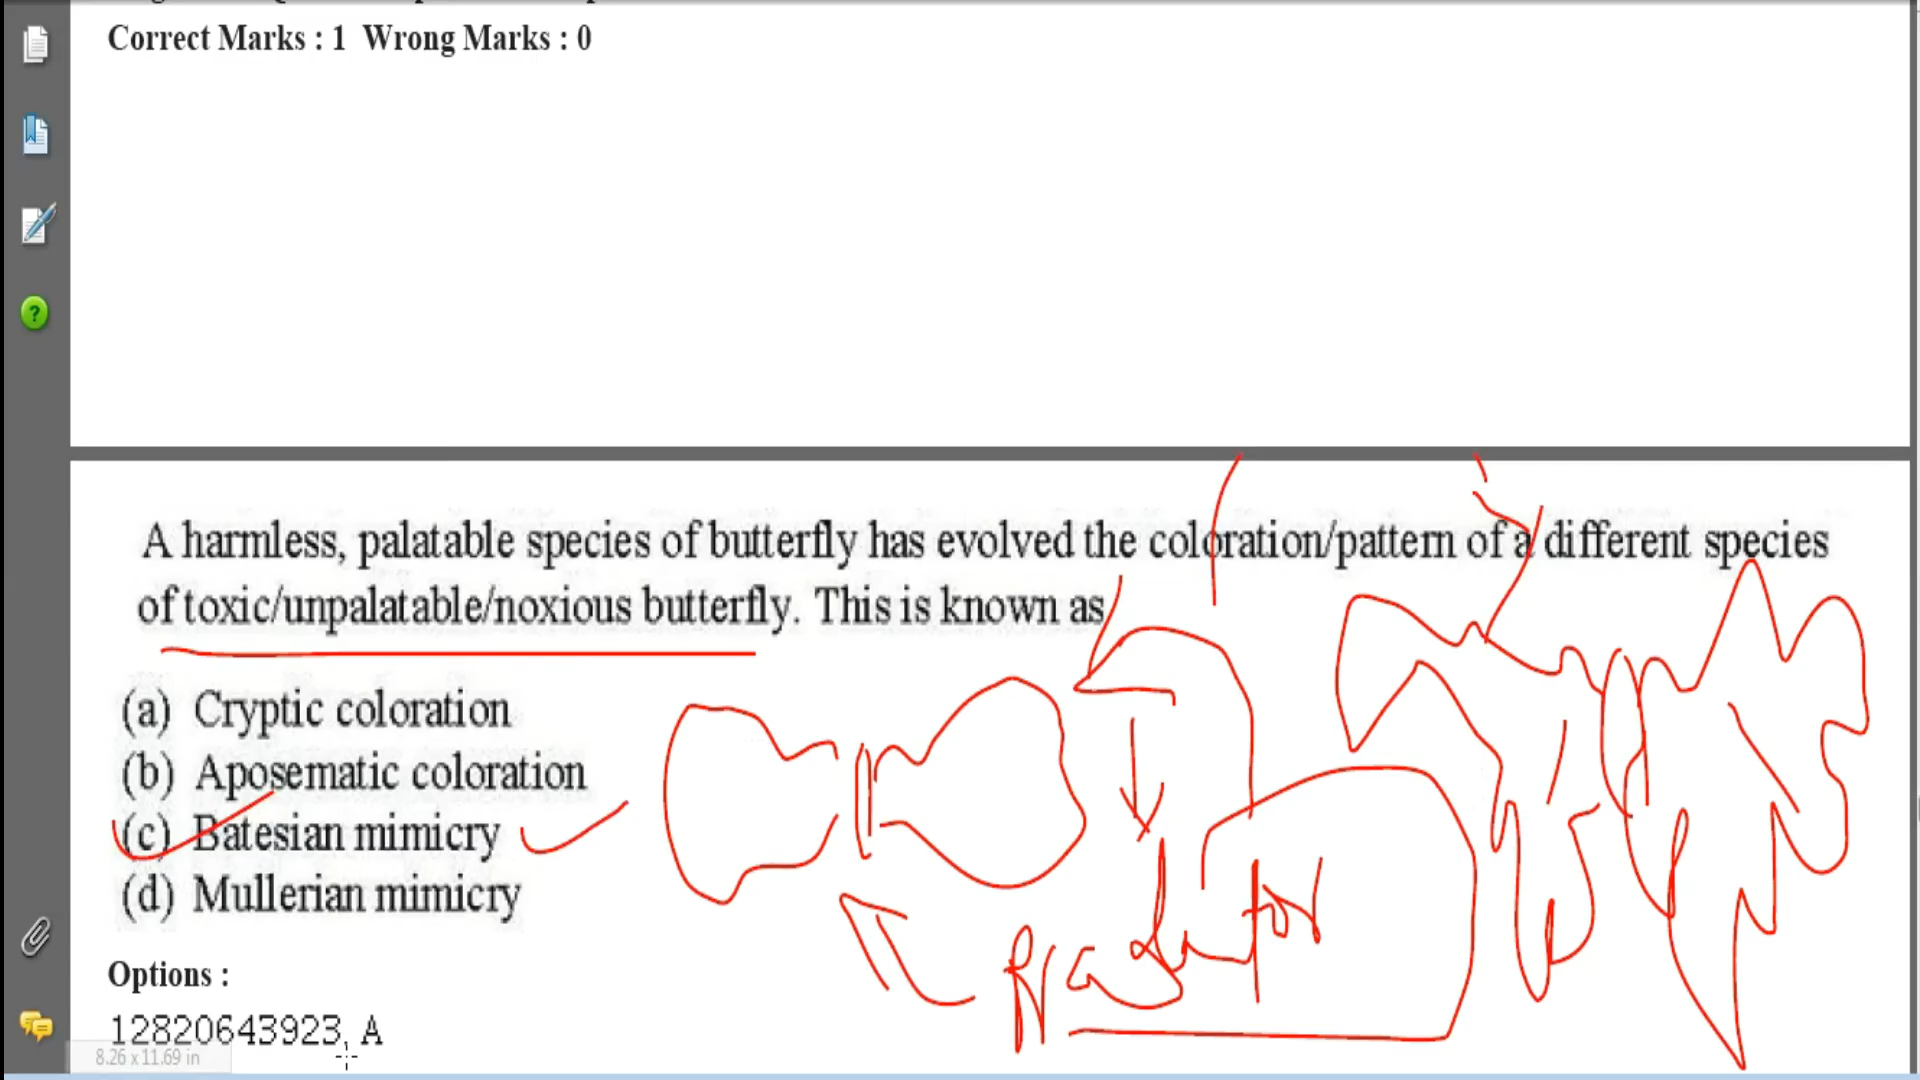 Correct Marks : 1 Wrong Marks : 0
A harmless, palatable species of butterfly has evolved the coloration/pattern of a different species
of toxic/unpalatable/noxious butterfly. This is known as
(a) Cryptic coloration
(b) Aposematic coloration
(c) Batesian mimicry
(d) Mullerian mimicry
Predator
Options :
12820643923. A
8.26 x 11.69 in